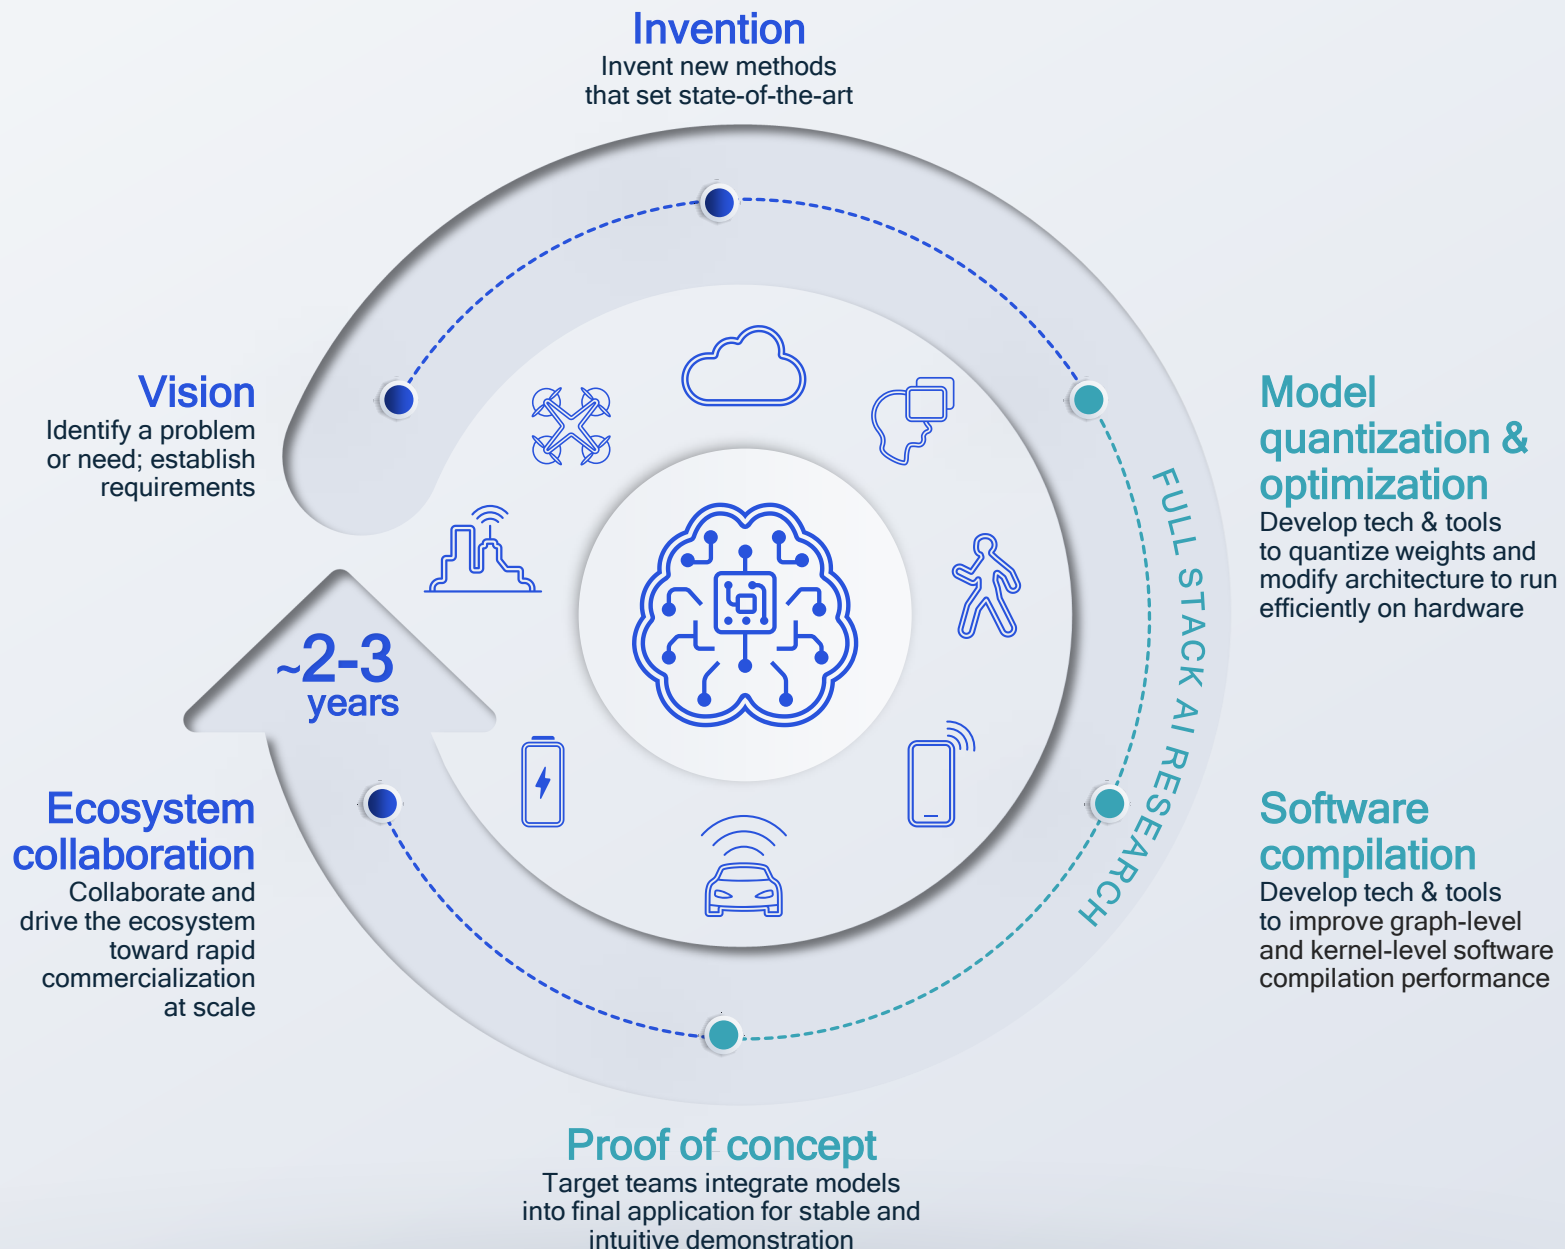 Invention
Invent new methods
that set state-of-the-art
Vision
Identify a problem
or need; establish
requirements
Model
quantization &
optimization
Develop tech & tools
to quantize weights and
modify architecture to run
efficiently on hardware
FULL STACK AI RESEARCH
~2-3
years
Ecosystem
collaboration
Collaborate and
drive the ecosystem
toward rapid
commercialization
at scale
Software
compilation
Develop tech & tools
to improve graph-level
and kernel-level software
compilation performance
Proof of concept
Target teams integrate models
into final application for stable and
intuitive demonstration